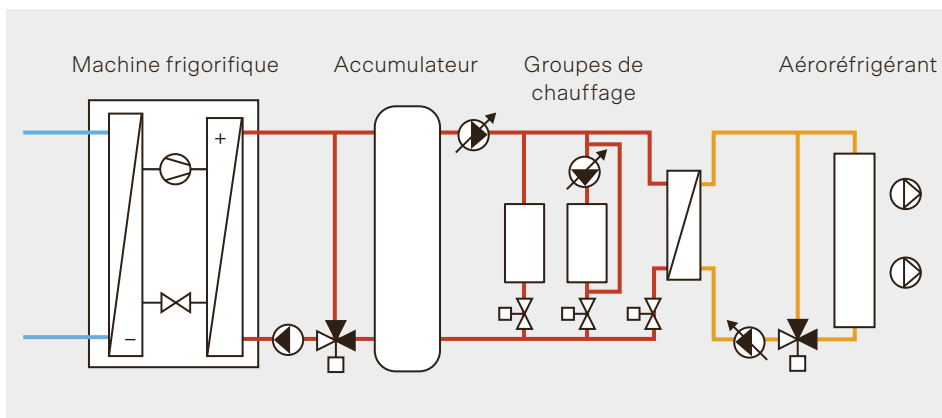 Machine frigorifique
Accumulateur
Groupes de
chauffage
Aéroréfrigérant
+
−